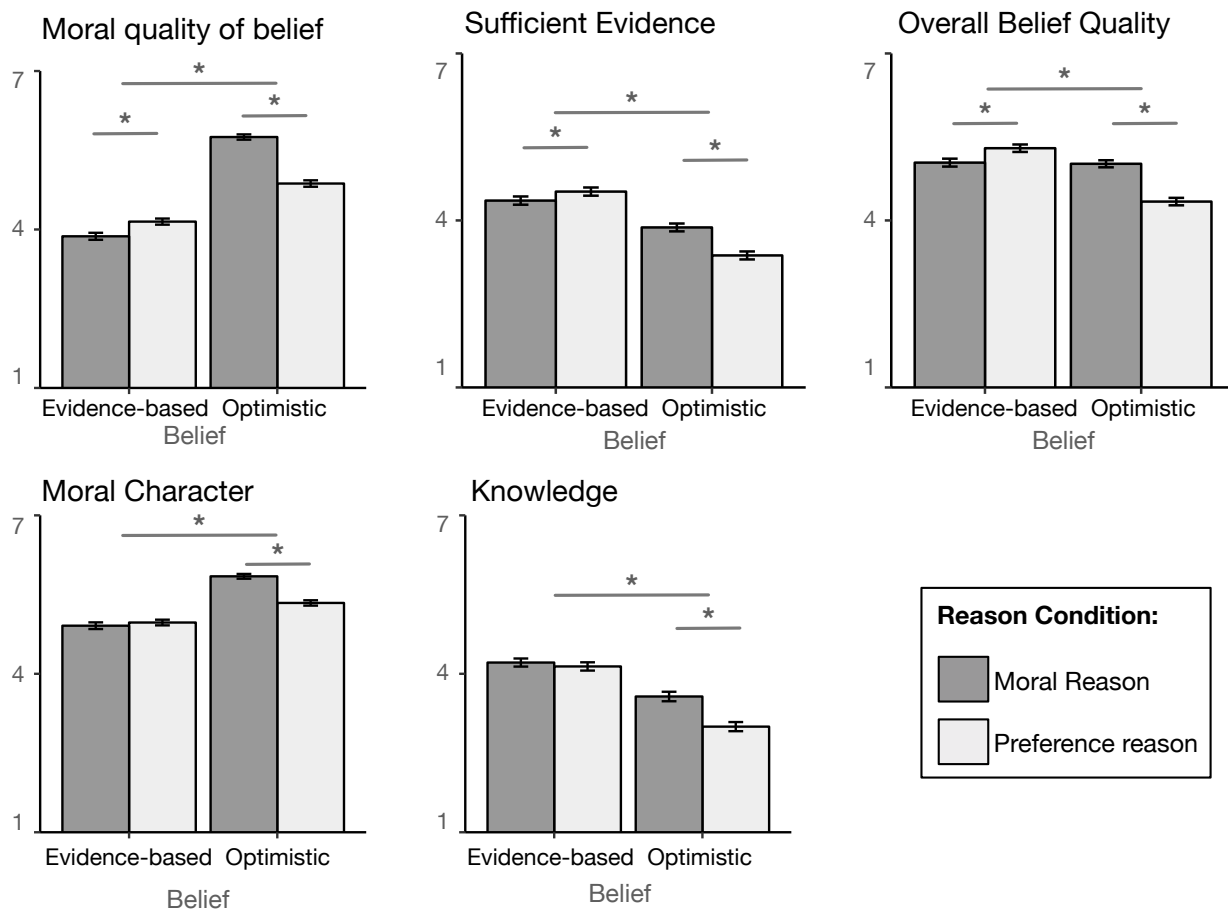 Moral quality of belief
7
*
*
*
4
1
Evidence-based Optimistic
Belief
Sufficient Evidence
7
*
*
*
4
1
Evidence-based Optimistic
Belief
Overall Belief Quality
7
*
*
*
4
1
Evidence-based Optimistic
Belief
Moral Character
7
*
*
4
1
Evidence-based Optimistic
Belief
Knowledge
7
*
*
4
1
Evidence-based Optimistic
Belief
Reason Condition:
Moral Reason
Preference reason